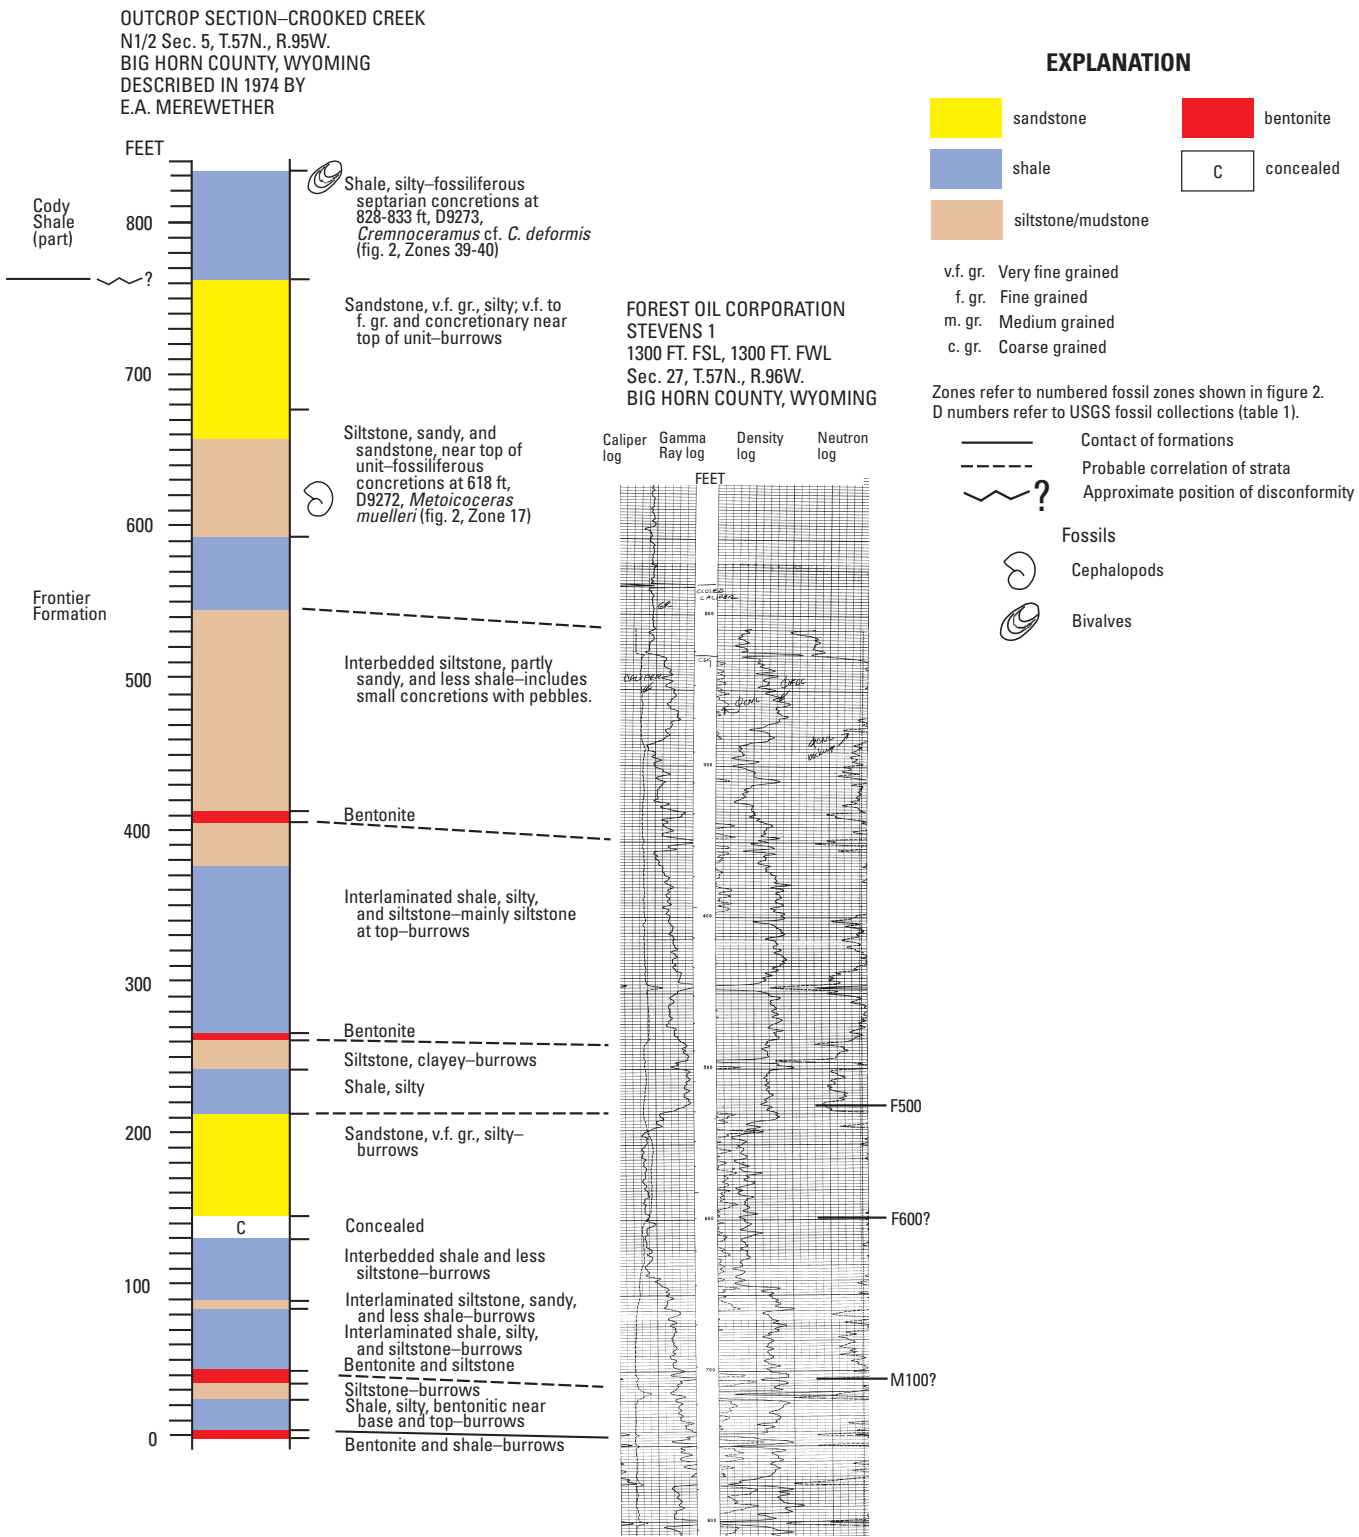 OUTCROP SECTION–CROOKED CREEK
N1/2 Sec. 5, T.57N., R.95W.
BIG HORN COUNTY, WYOMING
DESCRIBED IN 1974 BY
E.A. MEREWETHER
FEET
800
700
600
500
400
300
200
100
0
Cody
Shale
(part)
?
Frontier
Formation
C
Shale, silty–fossiliferous
septarian concretions at
828-833 ft, D9273,
Cremnoceramus cf. C. deformis
(fig. 2, Zones 39-40)
Sandstone, v.f. gr., silty; v.f. to
f. gr. and concretionary near
top of unit–burrows
Siltstone, sandy, and
sandstone, near top of
unit–fossiliferous
concretions at 618 ft,
D9272, Metoicoceras
muelleri (fig. 2, Zone 17)
Interbedded siltstone, partly
sandy, and less shale–includes
small concretions with pebbles.
Bentonite
Interlaminated shale, silty,
and siltstone–mainly siltstone
at top–burrows
Bentonite
Siltstone, clayey–burrows
Shale, silty
Sandstone, v.f. gr., silty–
burrows
Concealed
Interbedded shale and less
siltstone–burrows
Interlaminated siltstone, sandy,
and less shale–burrows
Interlaminated shale, silty,
and siltstone-burrows
Bentonite and siltstone
Siltstone–burrows
Shale, silty, bentonitic near
base and top–burrows
Bentonite and shale–burrows
FOREST OIL CORPORATION
STEVENS 1
1300 FT. FSL, 1300 FT. FWL
Sec. 27, T.57N., R.96W.
BIG HORN COUNTY, WYOMING
Caliper
log
Gamma
Ray log
Density
log
Neutron
log
FEET
CLOSED
CALIPER
GR
200
CSG
CALIPER
300
400
500
600
700
800
F500
F600?
M100?
EXPLANATION
sandstone
bentonite
shale
C
concealed
siltstone/mudstone
v.f. gr. Very fine grained
f. gr. Fine grained
m. gr. Medium grained
c. gr. Coarse grained
Zones refer to numbered fossil zones shown in figure 2.
D numbers refer to USGS fossil collections (table 1).
Contact of formations
Probable correlation of strata
? Approximate position of disconformity
Fossils
Cephalopods
Bivalves